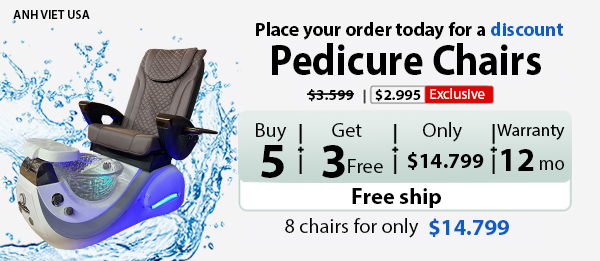 ANH VIET USA
Place your order today for a discount
Pedicure Chairs
$3.599 | $2.995 Exclusive
Buy 5
Get 3 Free
Only $14.799
Warranty 12 mo
Free ship
8 chairs for only $14.799